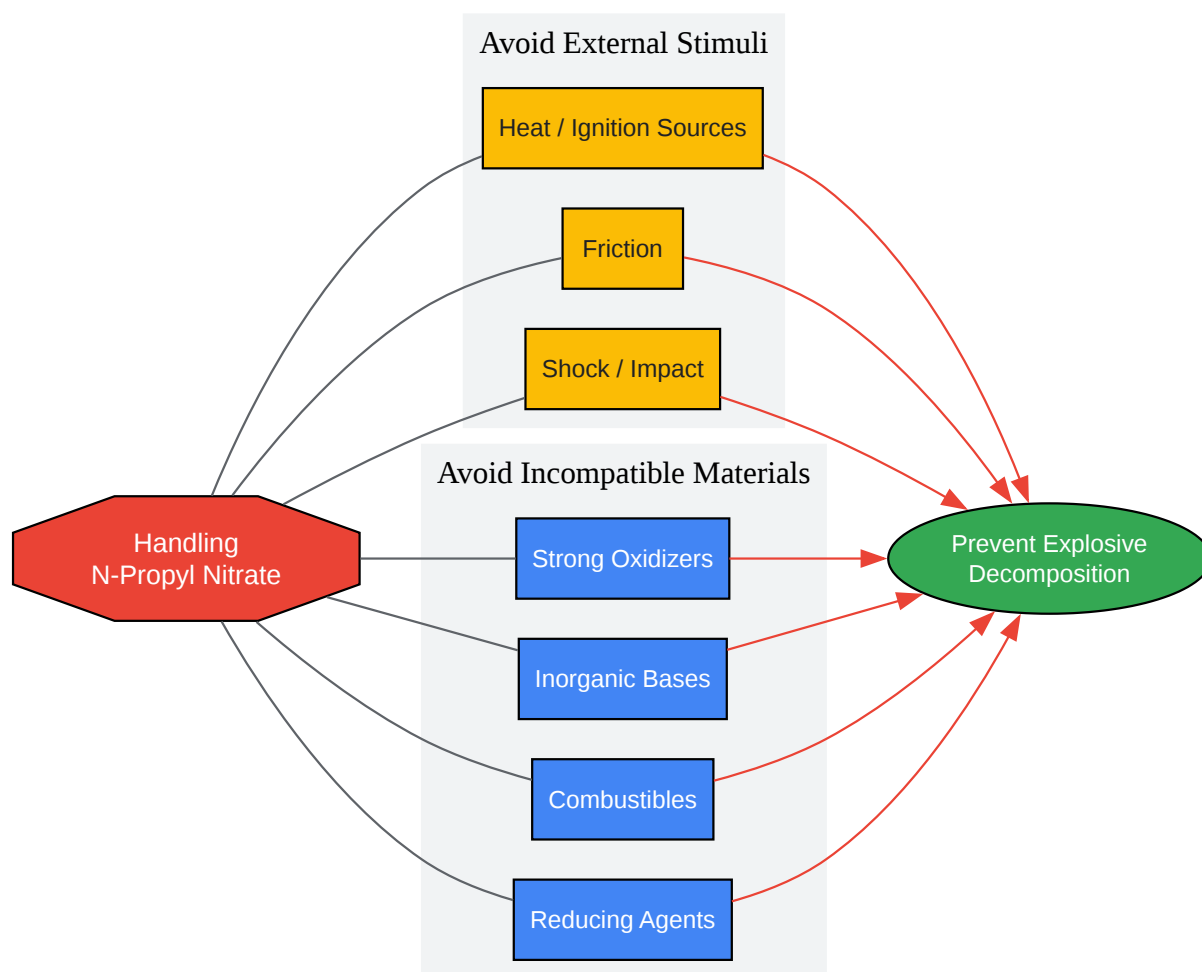 Avoid External Stimuli
Heat / Ignition Sources
Friction
Shock / Impact
Avoid Incompatible Materials
Handling
N-Propyl Nitrate
Strong Oxidizers
Prevent Explosive
Decomposition
Inorganic Bases
Combustibles
Reducing Agents